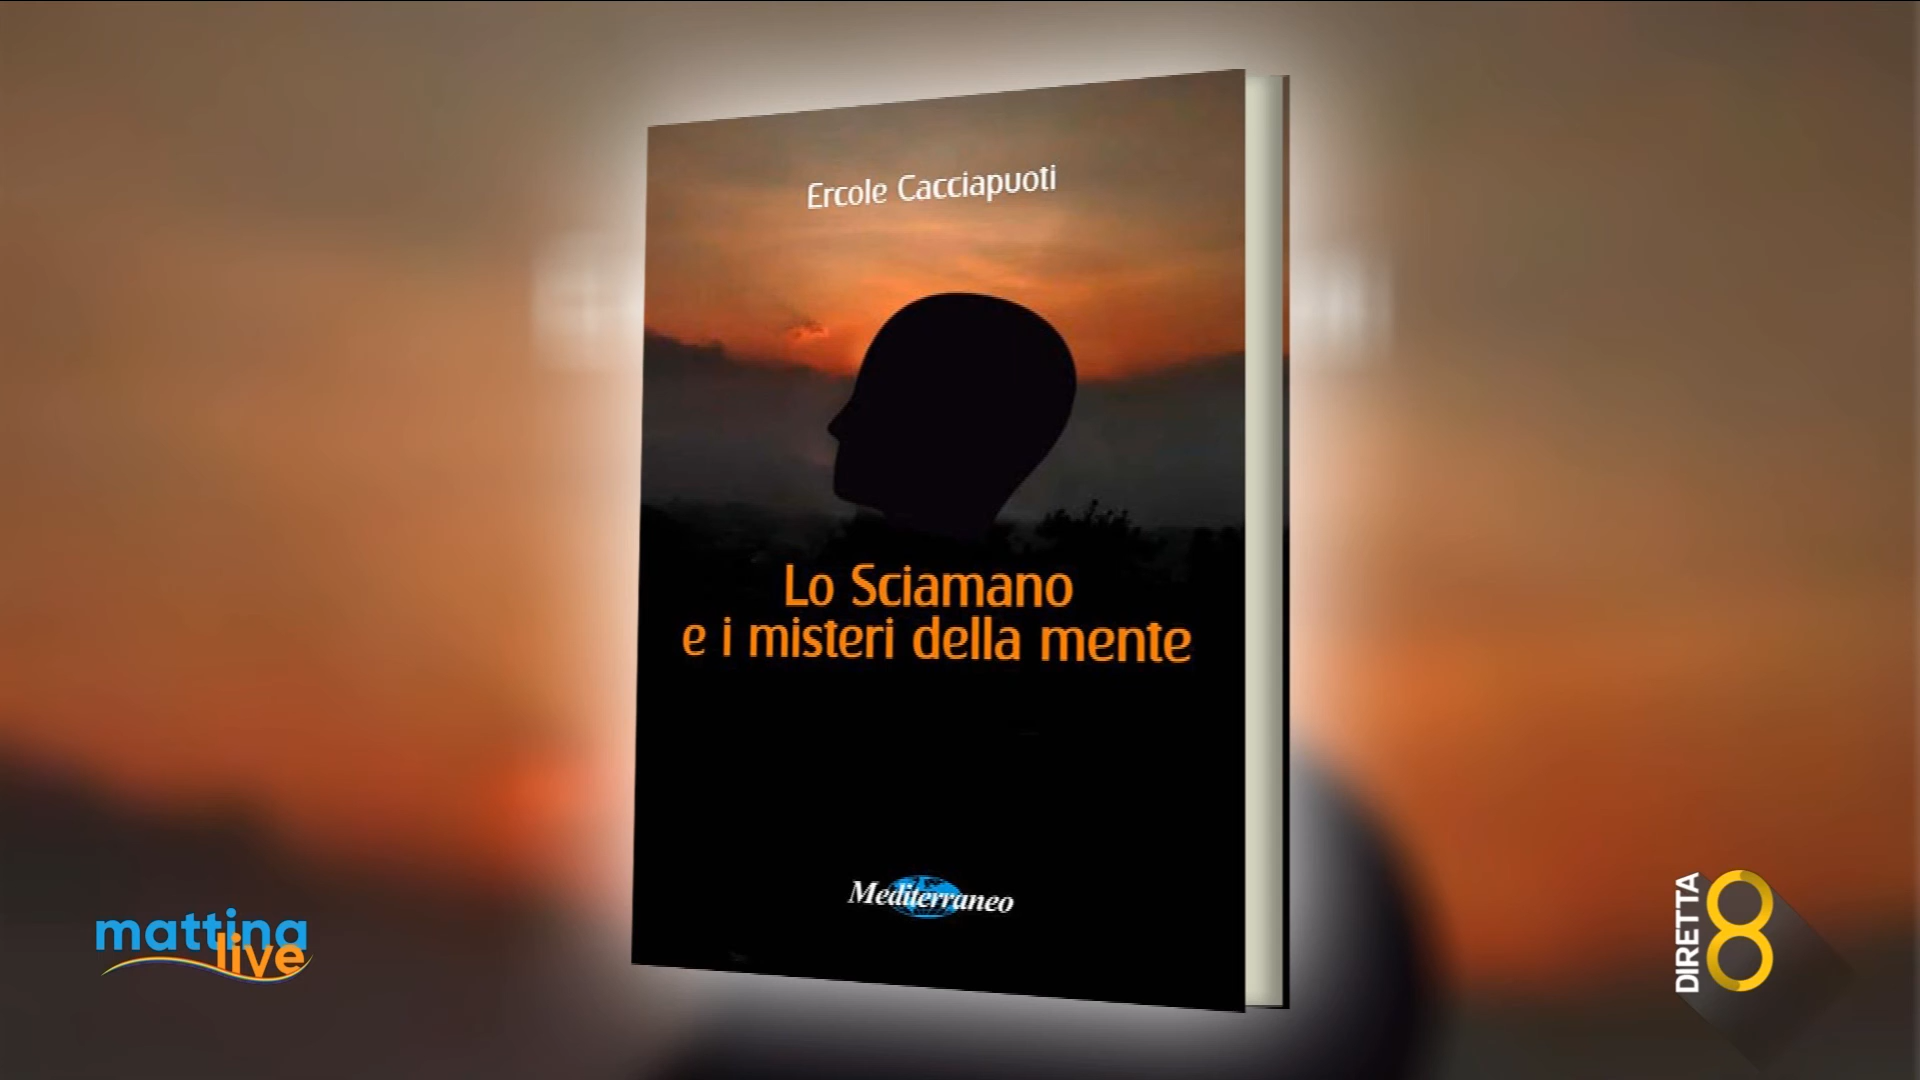 Ercole Cacciapuoti
Lo Sciamano
e i misteri della mente
Mediterraneo
mattina
live
DIRETTA
8